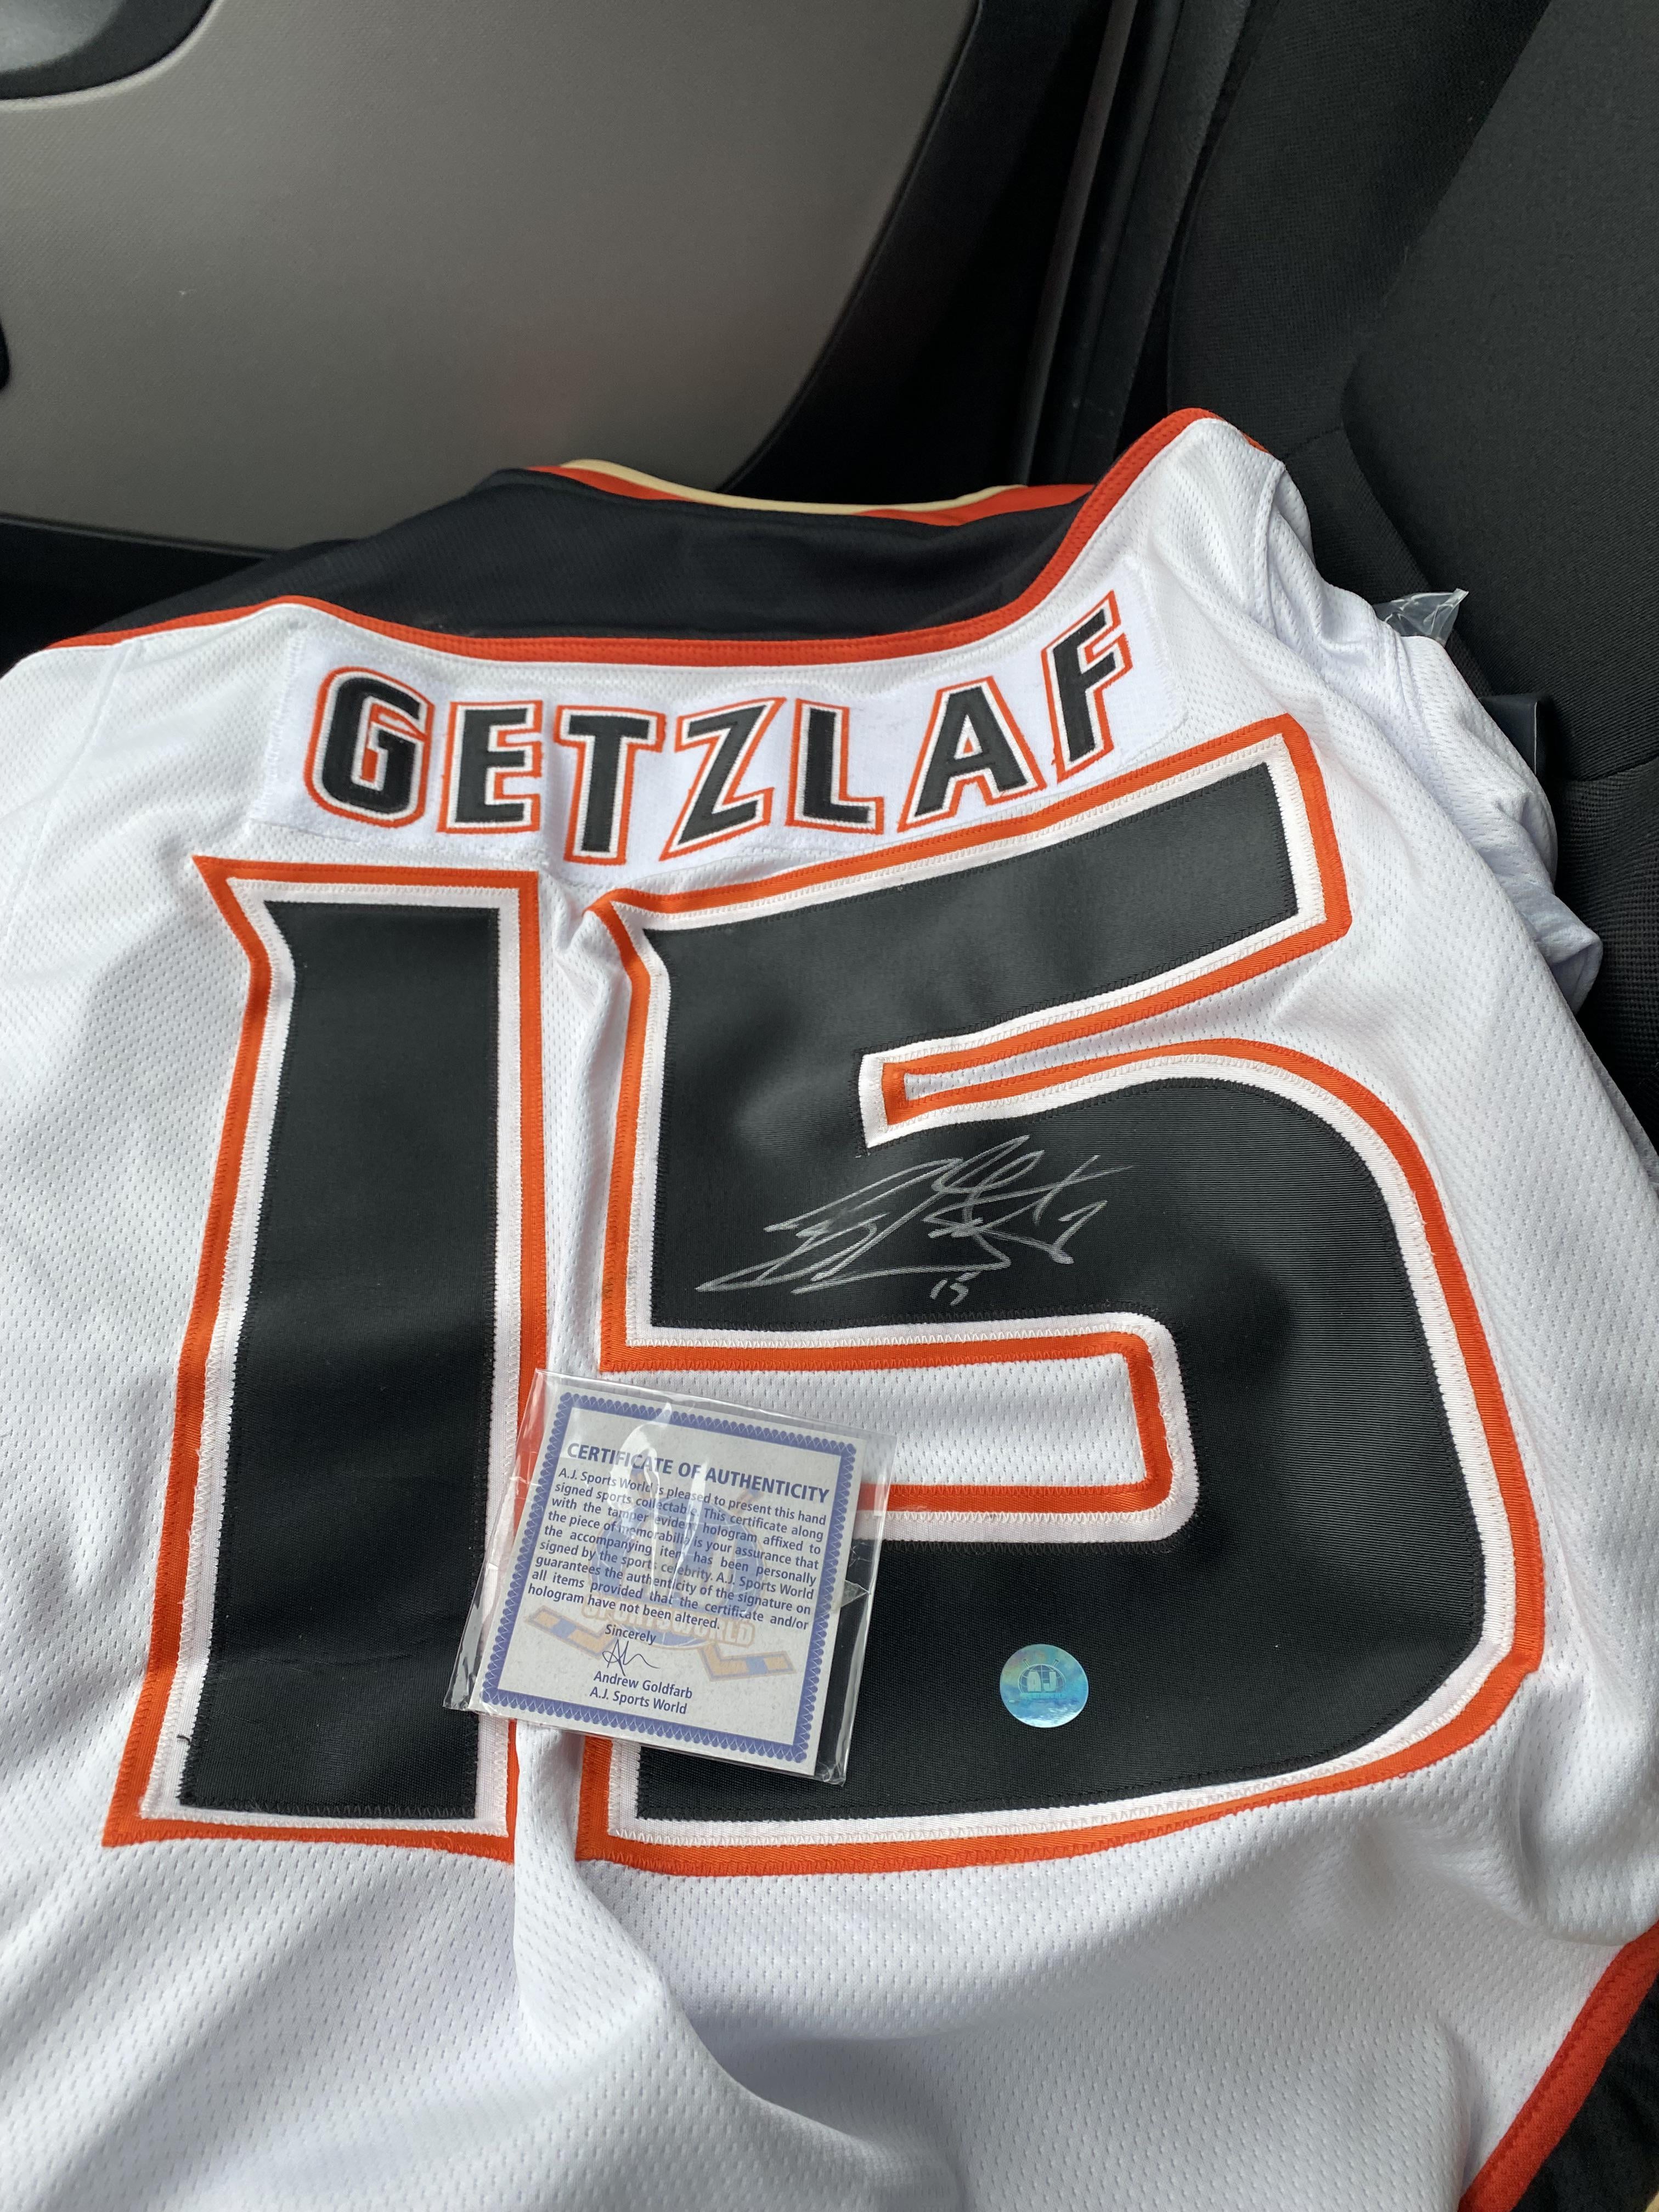 GETZLAF
15
15
CERTIFICATE OF AUTHENTICITY
A.J. Sports World is pleased to present this hand
signed sports collectable. This certificate along
with the tamper evident hologram affixed to
the piece of memorabilia is your assurance that
the accompanying item has been personally
signed by the sports celebrity. A.J. Sports World
guarantees the authenticity of the signature on
all items provided that the certificate and/or
hologram have not been altered.
Sincerely
Andrew Goldfarb
A.J. Sports World
SPORTSWORLD
AJ